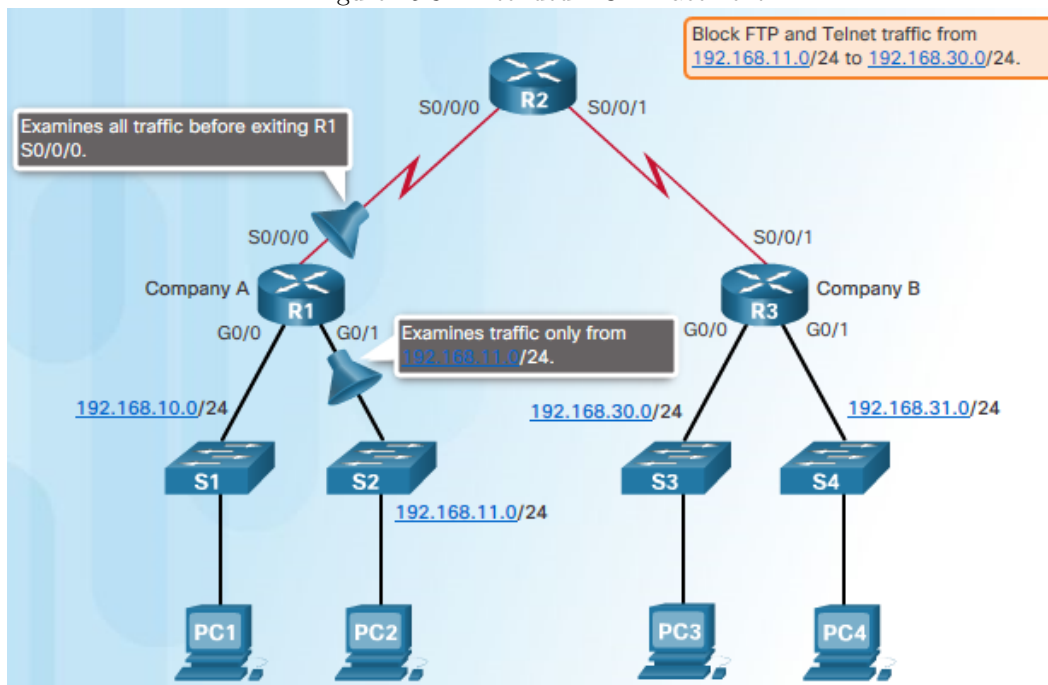 Block FTP and Telnet traffic from
192.168.11.0/24 to 192.168.30.0/24.
R2
S0/0/0
S0/0/1
Examines all traffic before exiting R1
S0/0/0.
S0/0/0
S0/0/1
Company A
R1
R3
Company B
G0/0
G0/1
Examines traffic only from
192.168.11.0/24.
G0/0
G0/1
192.168.10.0/24
192.168.30.0/24
192.168.31.0/24
S1
S2
S3
S4
192.168.11.0/24
PC1
PC2
PC3
PC4